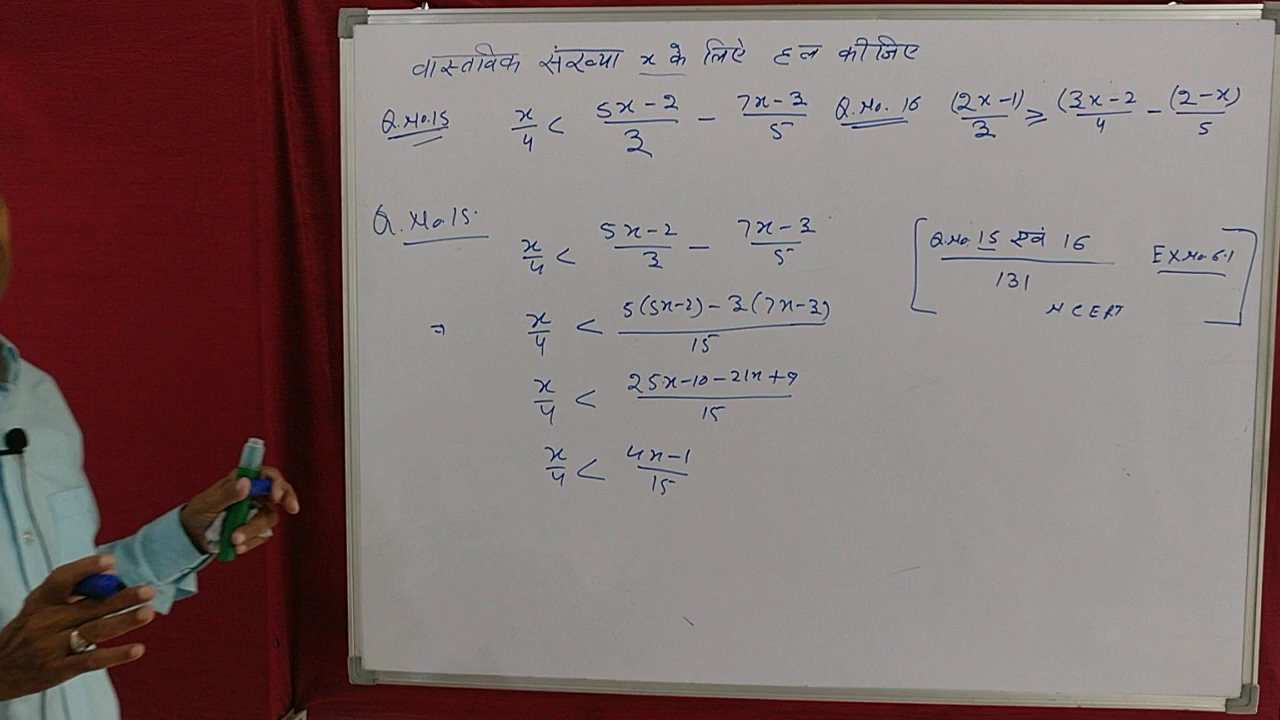 वास्तविक संख्या x के लिऐ हल कीजिए
Q.No.15 x/4 < (5x-2)/3 - (7x-3)/5 Q.No. 16 (2x-1)/3 ≥ (3x-2)/4 - (2-x)/5
Q.No.15.
x/4 < (5x-2)/3 - (7x-3)/5
⇒ x/4 < (5(5x-2)-3(7x-3))/15
x/4 < (25x-10-21x+9)/15
x/4 < (4x-1)/15
Q.No.15 एवं 16 / 131 Ex No.6.1
NCERT